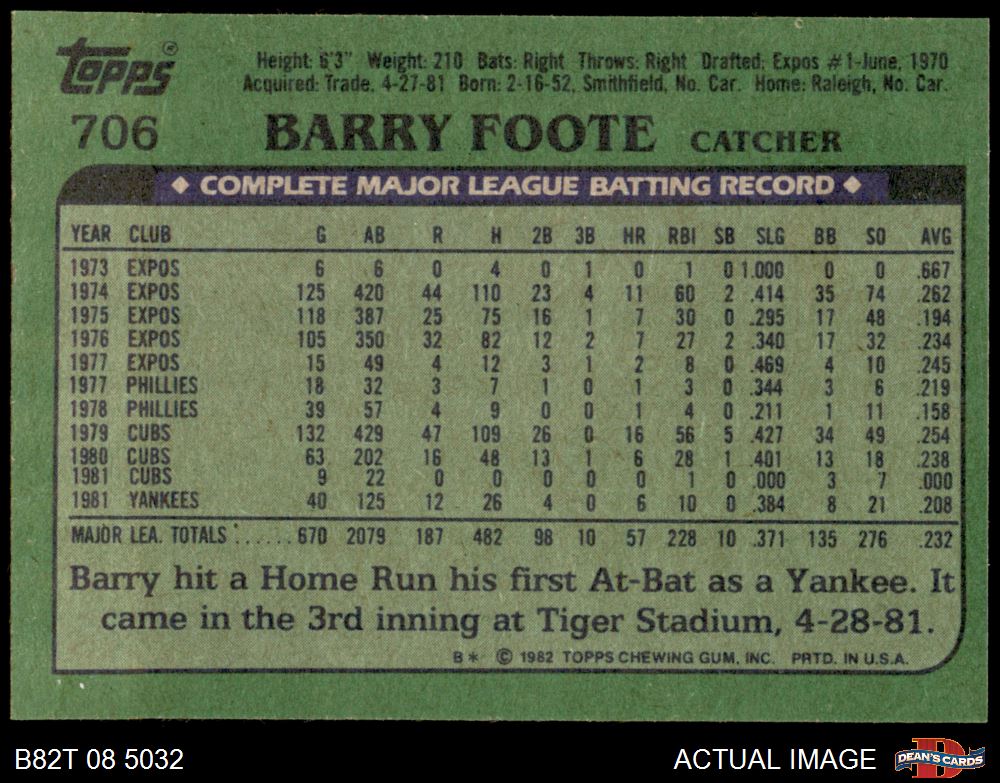 Topps®
Height: 6'3" Weight: 210 Bats: Right Throws: Right Drafted: Expos #1-June, 1970
Acquired: Trade, 4-27-81 Born: 2-16-52, Smithfield, No. Car. Home: Raleigh, No. Car.
706 BARRY FOOTE CATCHER
◆ COMPLETE MAJOR LEAGUE BATTING RECORD ◆
YEAR CLUB G AB R H 2B 3B HR RBI SB SLG BB SO AVG
1973 EXPOS 6 6 0 4 0 1 0 1 0 1.000 0 0 .667
1974 EXPOS 125 420 44 110 23 4 11 60 2 .414 35 74 .262
1975 EXPOS 118 387 25 75 16 1 7 30 0 .295 17 48 .194
1976 EXPOS 105 350 32 82 12 2 7 27 2 .340 17 32 .234
1977 EXPOS 15 49 4 12 3 1 2 8 0 .469 4 10 .245
1977 PHILLIES 18 32 3 7 1 0 1 3 0 .344 3 6 .219
1978 PHILLIES 39 57 4 9 0 0 1 4 0 .211 1 11 .158
1979 CUBS 132 429 47 109 26 0 16 56 5 .427 34 49 .254
1980 CUBS 63 202 16 48 13 1 6 28 1 .401 13 18 .238
1981 CUBS 9 22 0 0 0 0 0 1 0 .000 3 7 .000
1981 YANKEES 40 125 12 26 4 0 6 10 0 .384 8 21 .208
MAJOR LEA. TOTALS ...... 670 2079 187 482 98 10 57 228 10 .371 135 276 .232
Barry hit a Home Run his first At-Bat as a Yankee. It
came in the 3rd inning at Tiger Stadium, 4-28-81.
B* © 1982 TOPPS CHEWING GUM, INC. PRTD. IN U.S.A.
B82T 08 5032 ACTUAL IMAGE D DEAN'S CARDS